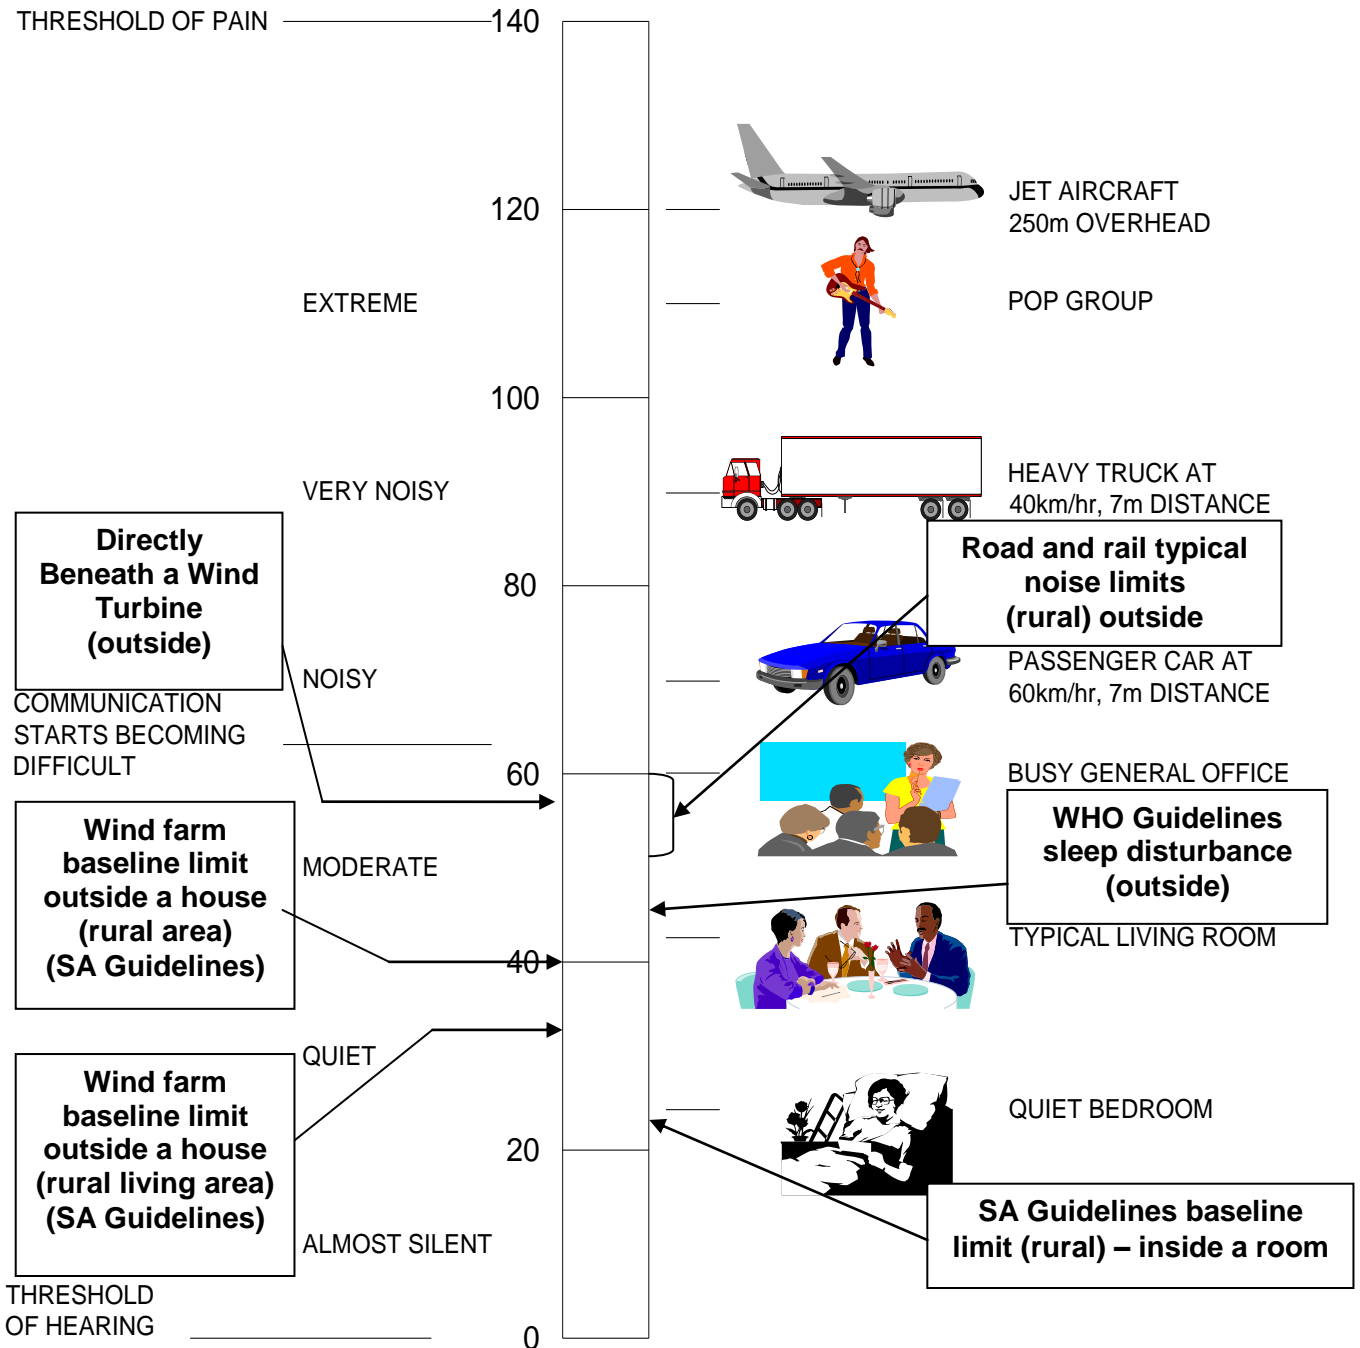 THRESHOLD OF PAIN
140
JET AIRCRAFT
250m OVERHEAD
120
EXTREME
POP GROUP
100
HEAVY TRUCK AT
40km/hr, 7m DISTANCE
VERY NOISY
Directly
Beneath a Wind
Turbine
(outside)
Road and rail typical
noise limits
(rural) outside
80
NOISY
PASSENGER CAR AT
60km/hr, 7m DISTANCE
COMMUNICATION
STARTS BECOMING
DIFFICULT
60
BUSY GENERAL OFFICE
Wind farm
baseline limit
outside a house
(rural area)
(SA Guidelines)
MODERATE
WHO Guidelines
sleep disturbance
(outside)
TYPICAL LIVING ROOM
40
QUIET
Wind farm
baseline limit
outside a house
(rural living area)
(SA Guidelines)
QUIET BEDROOM
20
SA Guidelines baseline
limit (rural) – inside a room
ALMOST SILENT
THRESHOLD
OF HEARING
0